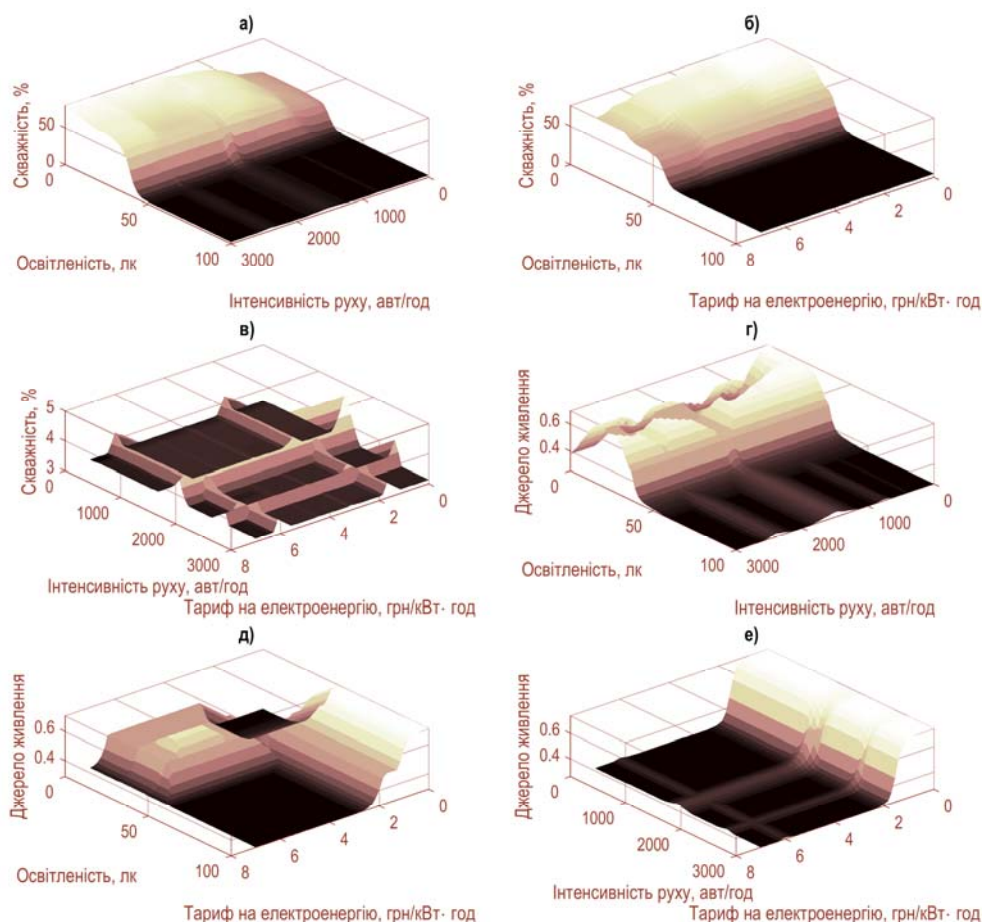 а)
Скважність, %
50
0
0
50
100
Освітленість, лк
3000
2000
1000
0
Інтенсивність руху, авт/год
б)
Скважність, %
50
0
0
50
100
Освітленість, лк
8
6
4
2
0
Тариф на електроенергію, грн/кВт· год
в)
Скважність, %
5
4
3
0
1000
2000
3000
Інтенсивність руху, авт/год
8
6
4
2
0
Тариф на електроенергію, грн/кВт· год
г)
Джерело живлення
0.6
0.4
0
50
100
Освітленість, лк
3000
2000
1000
0
Інтенсивність руху, авт/год
д)
Джерело живлення
0.6
0.4
0
50
100
Освітленість, лк
8
6
4
2
0
Тариф на електроенергію, грн/кВт· год
е)
Джерело живлення
0.6
0.4
0
1000
2000
3000
Інтенсивність руху, авт/год
8
6
4
2
0
Тариф на електроенергію, грн/кВт· год